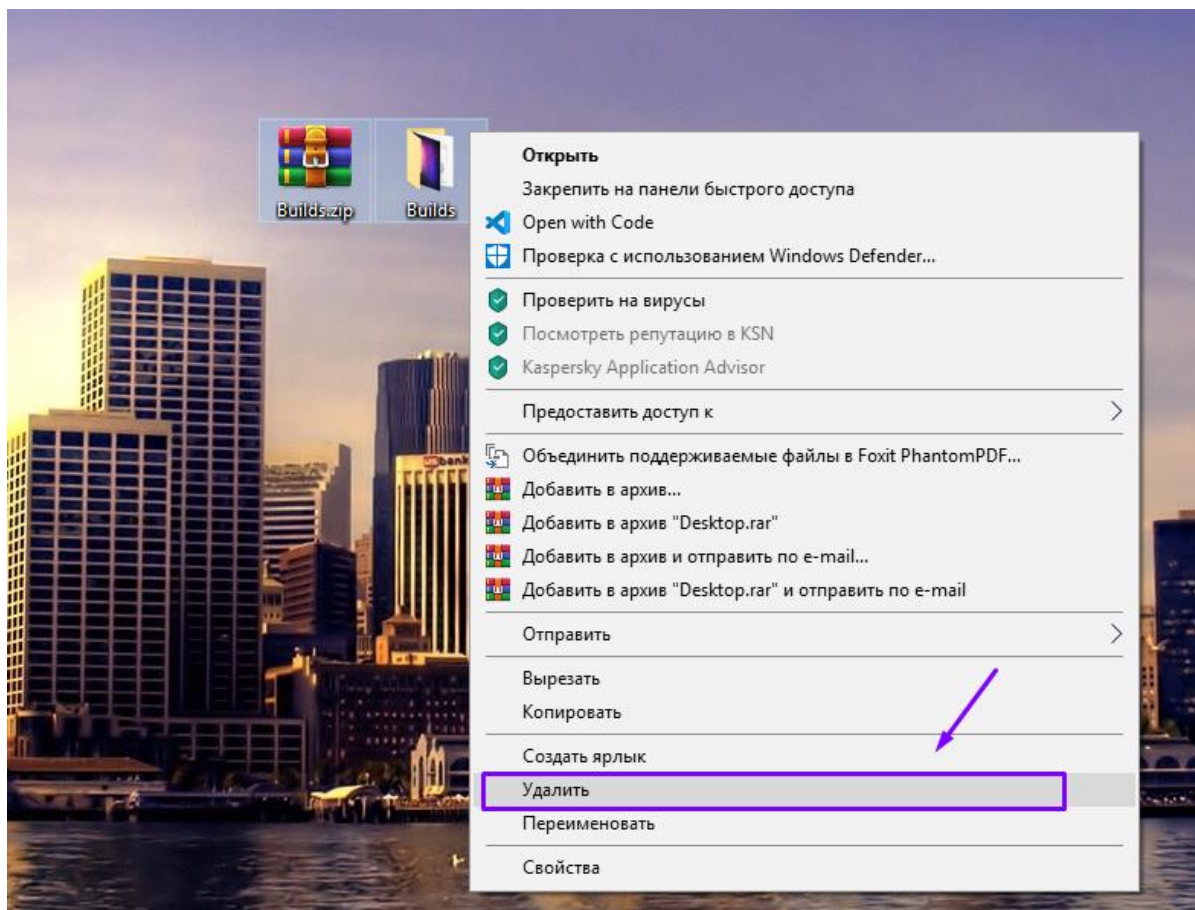 Builds.zip
Builds
Открыть
Закрепить на панели быстрого доступа
Open with Code
Проверка с использованием Windows Defender...
Проверить на вирусы
Посмотреть репутацию в KSN
Kaspersky Application Advisor
Предоставить доступ к
Объединить поддерживаемые файлы в Foxit PhantomPDF...
Добавить в архив...
Добавить в архив "Desktop.rar"
Добавить в архив и отправить по e-mail...
Добавить в архив "Desktop.rar" и отправить по e-mail
Отправить
Вырезать
Копировать
Создать ярлык
Удалить
Переименовать
Свойства